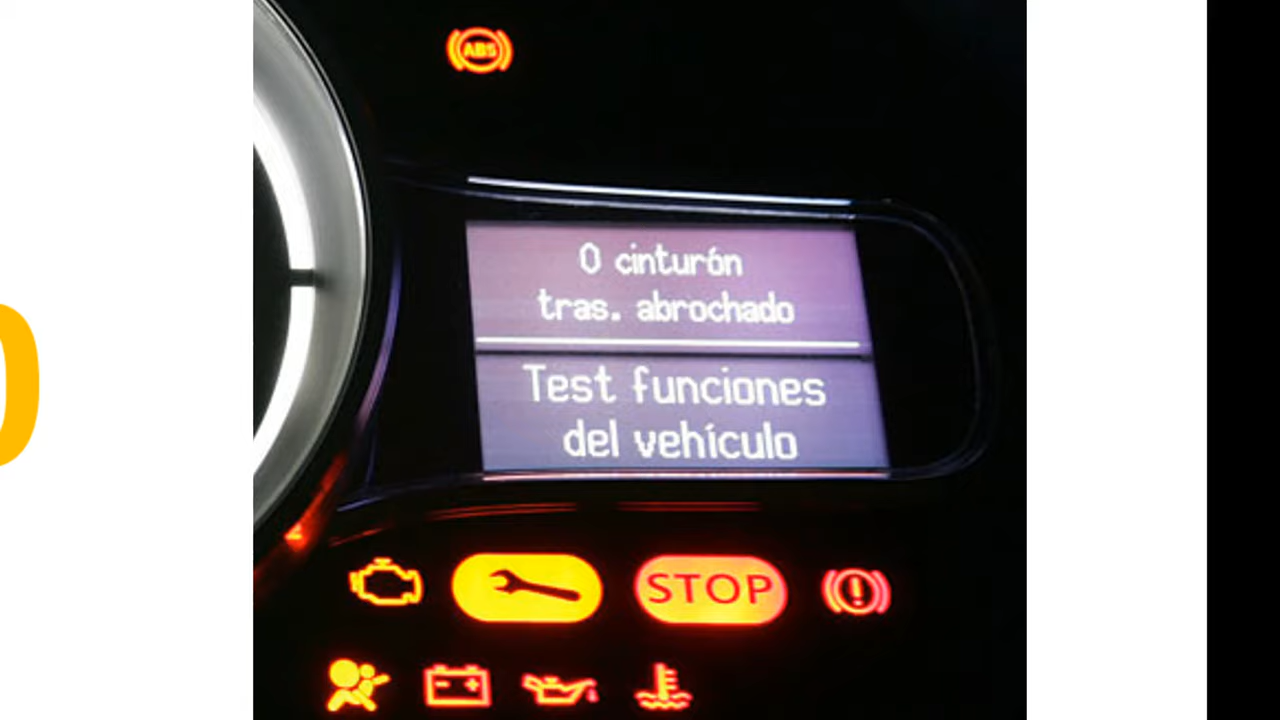 ABS
0 cinturón
tras. abrochado
Test funciones
del vehículo
STOP